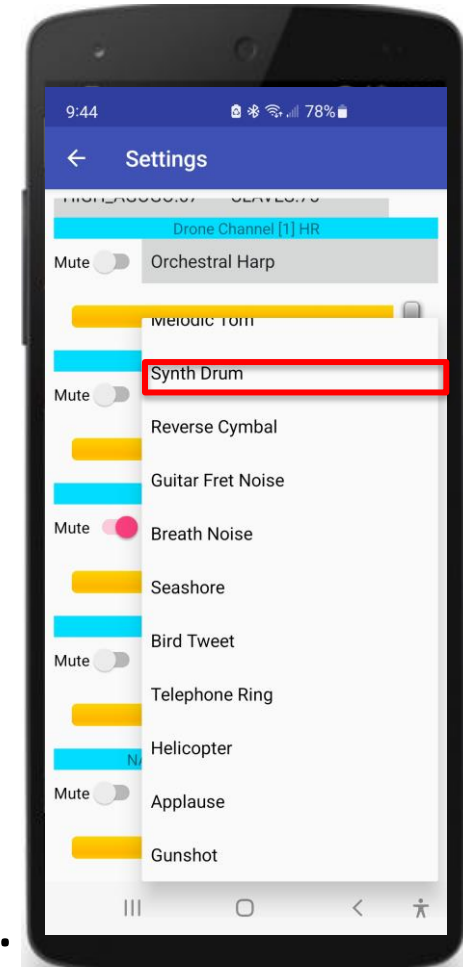 9:44 78%
Settings
Drone Channel [1] HR
Mute Orchestral Harp
Melodic Tom
Synth Drum
Mute
Reverse Cymbal
Guitar Fret Noise
Mute Breath Noise
Seashore
Bird Tweet
Mute
Telephone Ring
Helicopter
Mute Applause
Gunshot